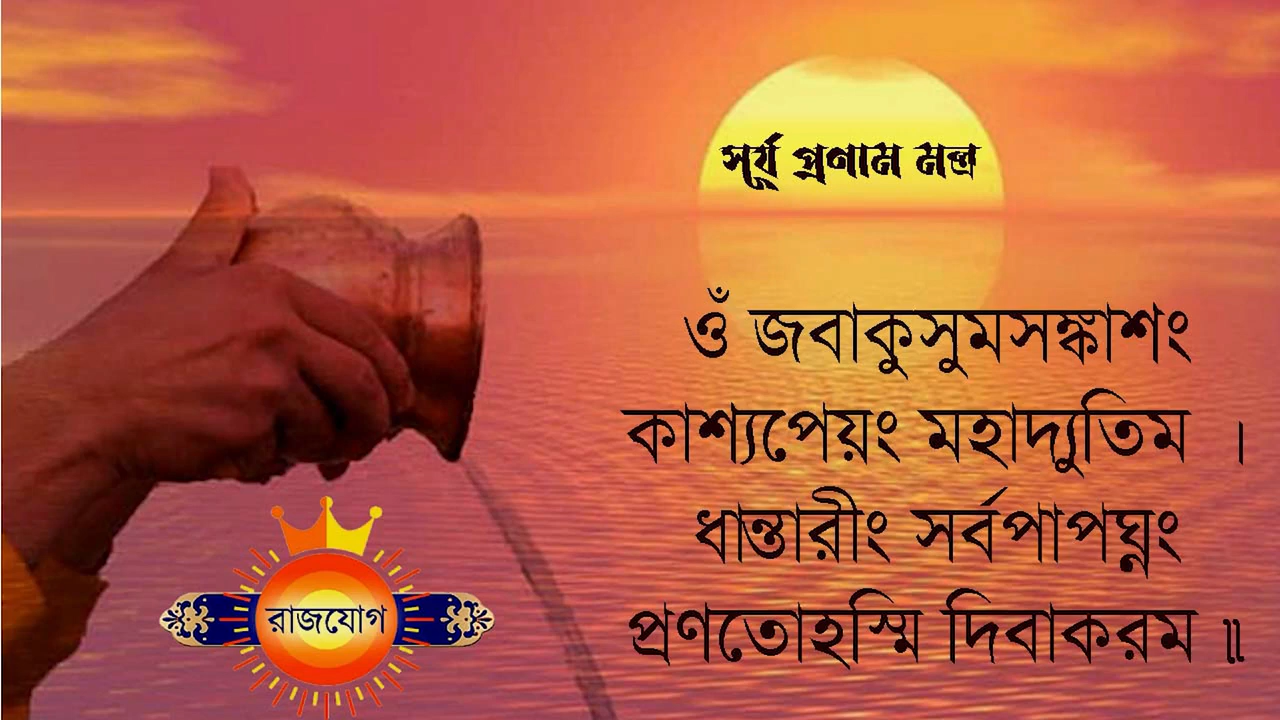 সূর্য প্রণাম মন্ত্র
ওঁ জবাকুসুমসঙ্কাশং
কাশ্যপেয়ং মহাদ্যুতিম ।
ধান্তারীং সর্বপাপঘ্নং
প্রণতোহস্মি দিবাকরম ॥
রাজযোগ